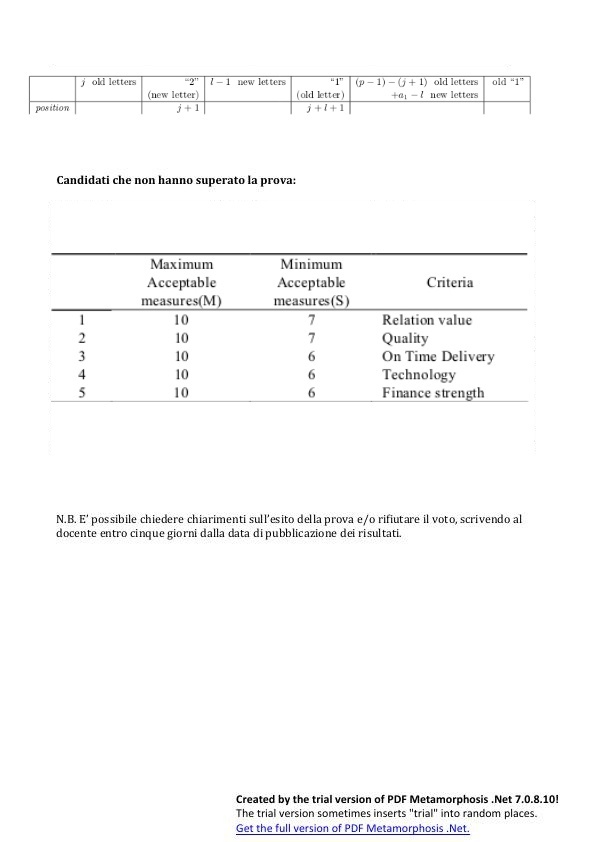 j old letters “2” l − 1 new letters “1” (p − 1) − (j + 1) old letters old “1”
(new letter) (old letter) +a₁ − l new letters
position j + 1 j + l + 1
Candidati che non hanno superato la prova:
Maximum Minimum
Acceptable Acceptable Criteria
measures(M) measures(S)
1 10 7 Relation value
2 10 7 Quality
3 10 6 On Time Delivery
4 10 6 Technology
5 10 6 Finance strength
N.B. E’ possibile chiedere chiarimenti sull’esito della prova e/o rifiutare il voto, scrivendo al
docente entro cinque giorni dalla data di pubblicazione dei risultati.
Created by the trial version of PDF Metamorphosis .Net 7.0.8.10!
The trial version sometimes inserts "trial" into random places.
Get the full version of PDF Metamorphosis .Net.